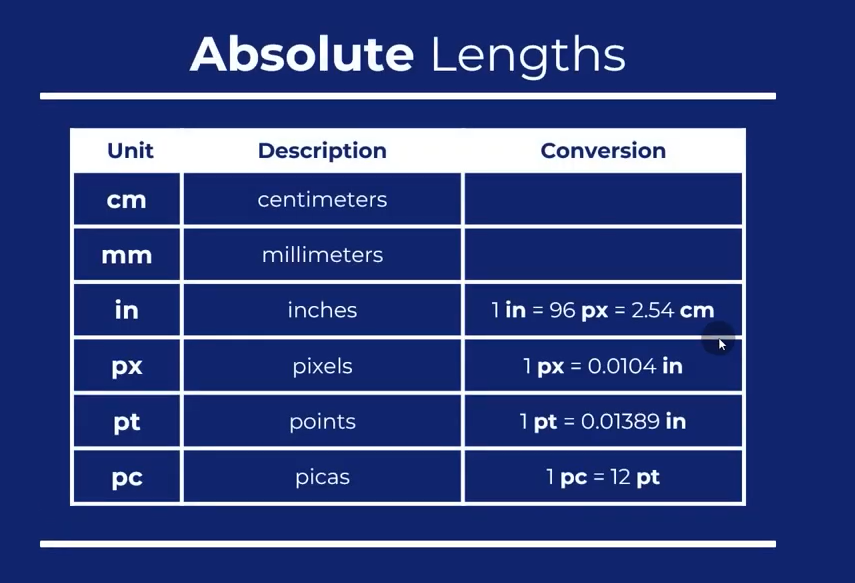 Absolute Lengths
Unit Description Conversion
cm centimeters
mm millimeters
in inches 1 in = 96 px = 2.54 cm
px pixels 1 px = 0.0104 in
pt points 1 pt = 0.01389 in
pc picas 1 pc = 12 pt